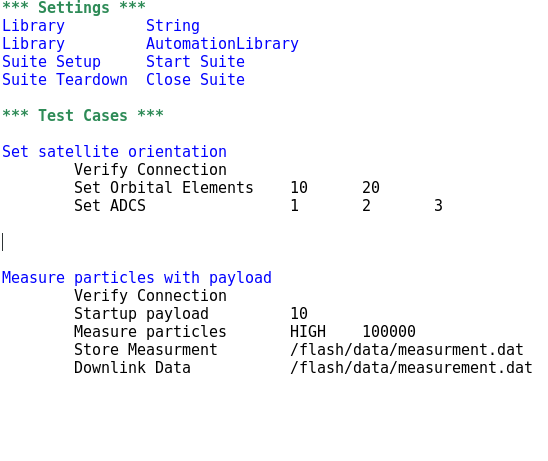 *** Settings ***
Library         String
Library         AutomationLibrary
Suite Setup     Start Suite
Suite Teardown  Close Suite
*** Test Cases ***
Set satellite orientation
        Verify Connection
        Set Orbital Elements    10      20
        Set ADCS                1       2       3
Measure particles with payload
        Verify Connection
        Startup payload         10
        Measure particles       HIGH    100000
        Store Measurment        /flash/data/measurment.dat
        Downlink Data           /flash/data/measurement.dat